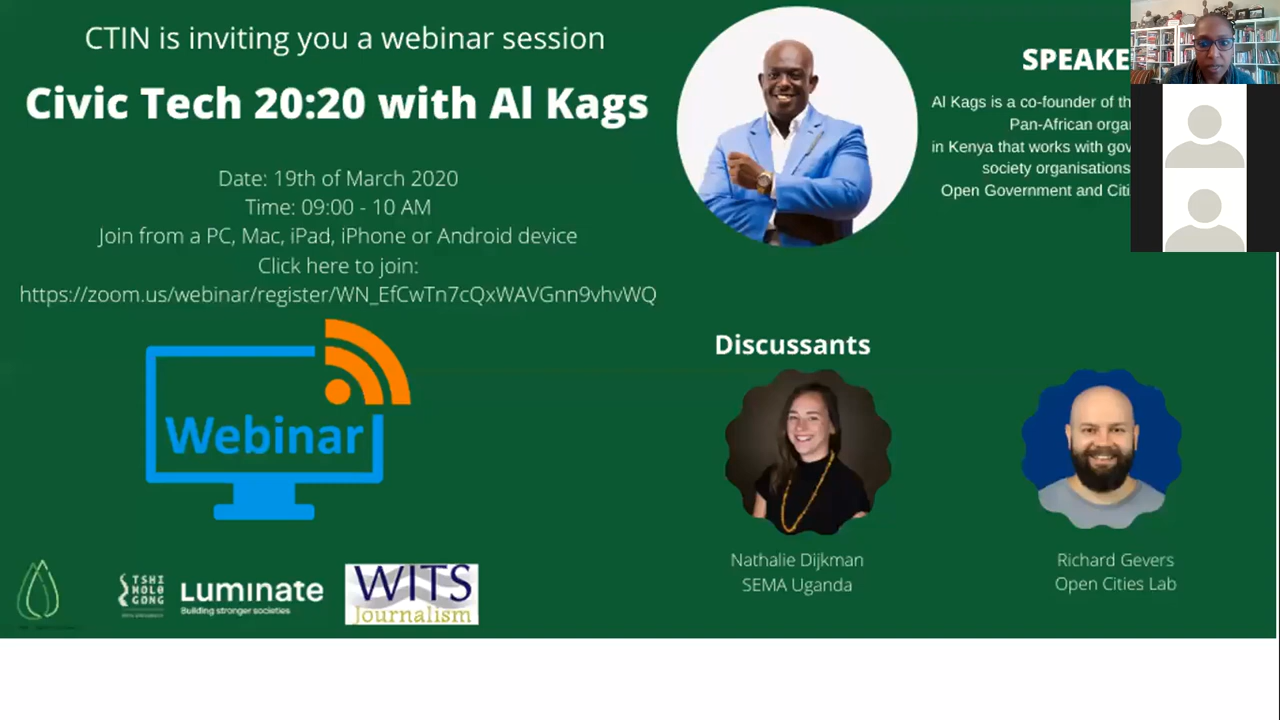 CTIN is inviting you a webinar session
Civic Tech 20:20 with Al Kags
Date: 19th of March 2020
Time: 09:00 - 10 AM
Join from a PC, Mac, iPad, iPhone or Android device
Click here to join:
https://zoom.us/webinar/register/WN_EfCwTn7cQxWAVGnn9vhvWQ
Webinar
SPEAKE
Al Kags is a co-founder of th
Pan-African orga
in Kenya that works with gov
society organisations
Open Government and Citi
Discussants
Nathalie Dijkman
SEMA Uganda
Richard Gevers
Open Cities Lab
TSHI
MOLO
GONG
Luminate
Building stronger societies
WITS
Journalism